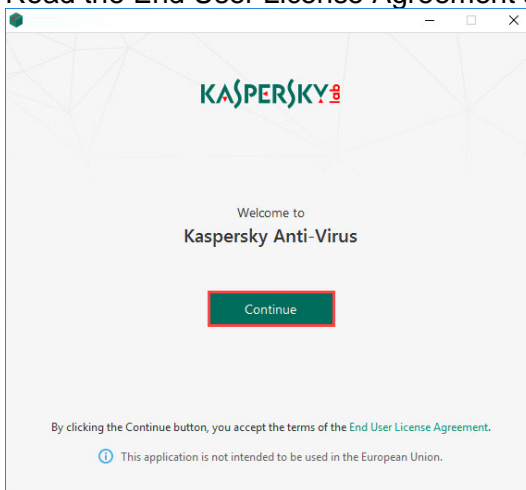 Read the End User License Agreement
KASPERSKY lab
Welcome to
Kaspersky Anti-Virus
Continue
By clicking the Continue button, you accept the terms of the End User License Agreement.
This application is not intended to be used in the European Union.